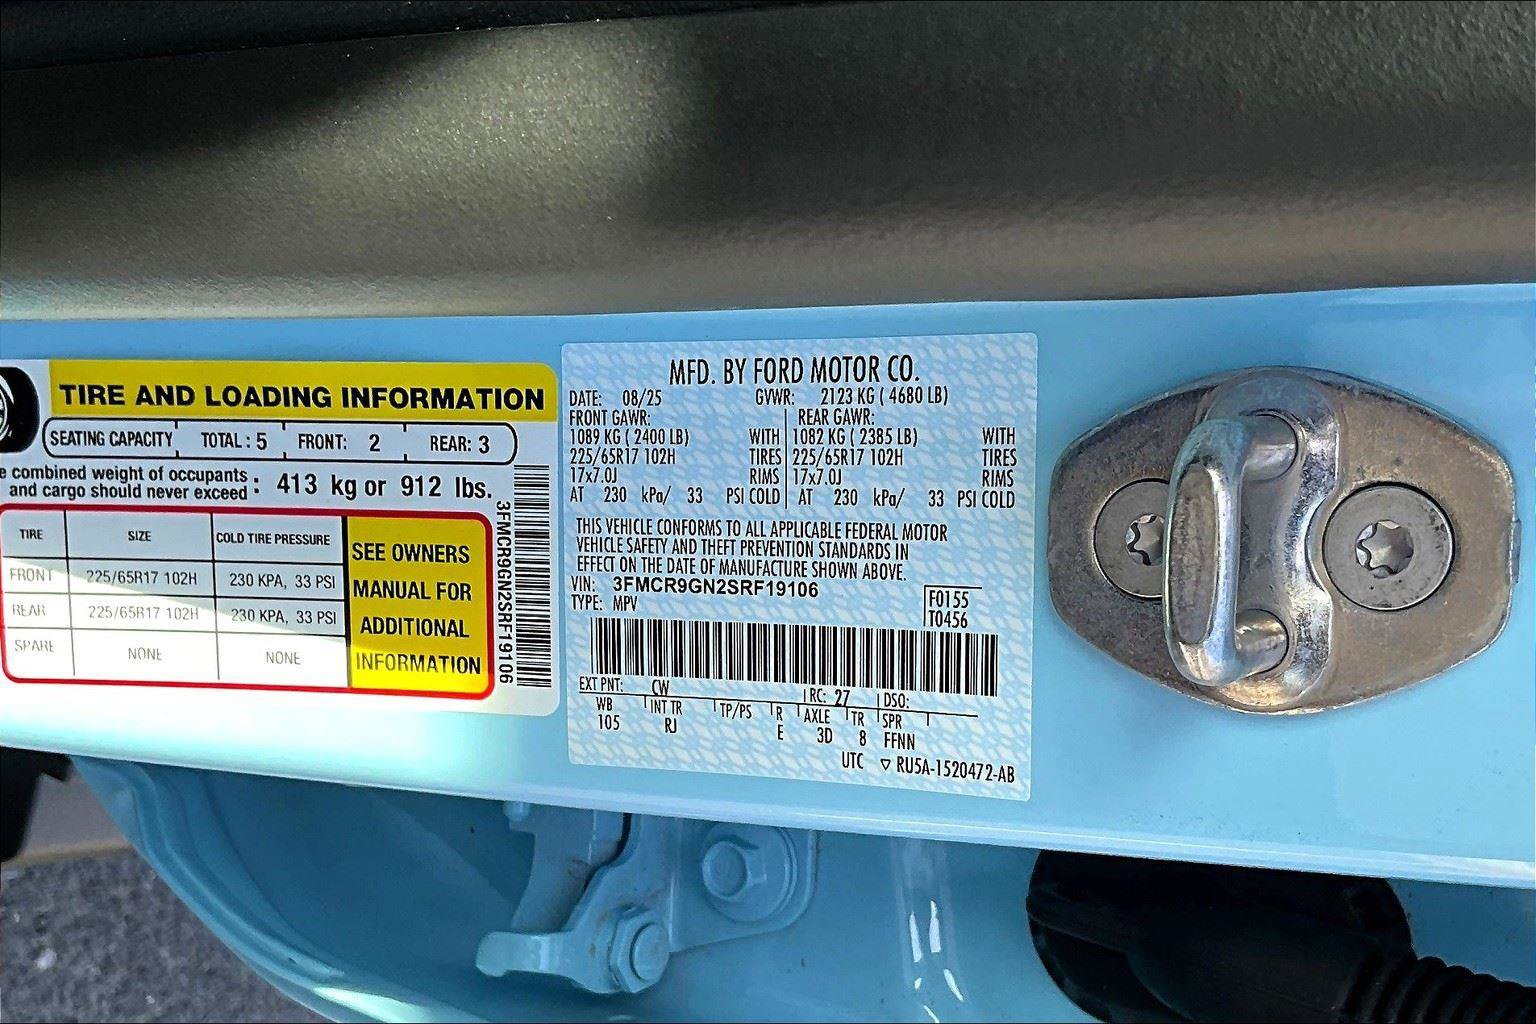 TIRE AND LOADING INFORMATION
SEATING CAPACITY TOTAL : 5 FRONT: 2 REAR: 3
e combined weight of occupants
and cargo should never exceed : 413 kg or 912 lbs.
TIRE SIZE COLD TIRE PRESSURE
FRONT 225/65R17 102H 230 KPA, 33 PSI
REAR 225/65R17 102H 230 KPA, 33 PSI
SPARE NONE NONE
SEE OWNERS
MANUAL FOR
ADDITIONAL
INFORMATION
3FMCR9GN2SRF19106
MFD. BY FORD MOTOR CO.
DATE: 08/25 GVWR: 2123 KG ( 4680 LB)
FRONT GAWR: REAR GAWR:
1089 KG ( 2400 LB) WITH 1082 KG ( 2385 LB) WITH
225/65R17 102H TIRES 225/65R17 102H TIRES
17x7.0J RIMS 17x7.0J RIMS
AT 230 kPa/ 33 PSI COLD AT 230 kPa/ 33 PSI COLD
THIS VEHICLE CONFORMS TO ALL APPLICABLE FEDERAL MOTOR
VEHICLE SAFETY AND THEFT PREVENTION STANDARDS IN
EFFECT ON THE DATE OF MANUFACTURE SHOWN ABOVE.
VIN: 3FMCR9GN2SRF19106
TYPE: MPV
F0155
T0456
EXT PNT: CW RC: 27 DSO:
WB INT TR TP/PS R AXLE TR SPR
105 RJ E 3D 8 FFNN
UTC ▽ RU5A-1520472-AB